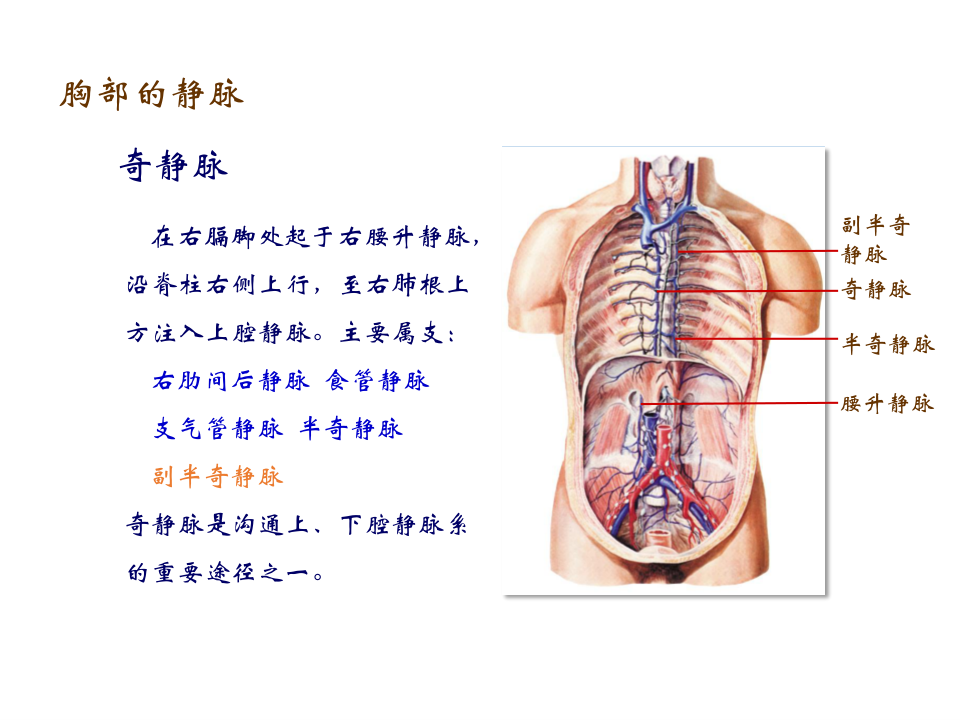 胸部的静脉
奇静脉
在右膈脚处起于右腰升静脉，
沿脊柱右侧上行，至右肺根上
方注入上腔静脉。主要属支：
右肋间后静脉 食管静脉
支气管静脉 半奇静脉
副半奇静脉
奇静脉是沟通上、下腔静脉系
的重要途径之一。
副半奇
静脉
奇静脉
半奇静脉
腰升静脉